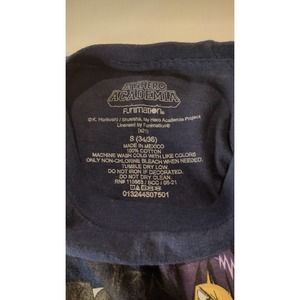 MY HERO
ACADEMIA
FUNIMATION®
©K. Horikoshi / Shueisha, My Hero Academia Project
Licensed by Funimation®
S (34/36)
MADE IN MEXICO
100% COTTON
MACHINE WASH COLD WITH LIKE COLORS
ONLY NON-CHLORINE BLEACH WHEN NEEDED.
TUMBLE DRY LOW
DO NOT IRON IF DECORATED.
DO NOT DRY CLEAN.
013244507501